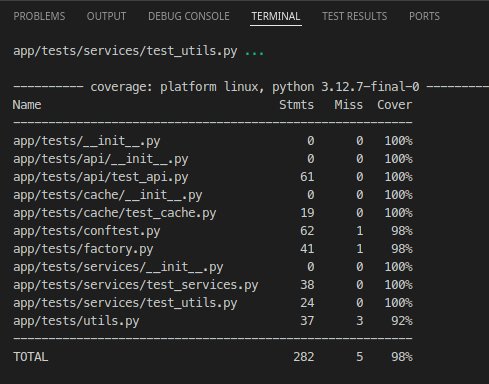 PROBLEMS OUTPUT DEBUG CONSOLE TERMINAL TEST RESULTS PORTS
app/tests/services/test_utils.py ...
---------- coverage: platform linux, python 3.12.7-final-0 ----------
Name Stmts Miss Cover
-----------------------------------------------------
app/tests/__init__.py 0 0 100%
app/tests/api/__init__.py 0 0 100%
app/tests/api/test_api.py 61 0 100%
app/tests/cache/__init__.py 0 0 100%
app/tests/cache/test_cache.py 19 0 100%
app/tests/conftest.py 62 1 98%
app/tests/factory.py 41 1 98%
app/tests/services/__init__.py 0 0 100%
app/tests/services/test_services.py 38 0 100%
app/tests/services/test_utils.py 24 0 100%
app/tests/utils.py 37 3 92%
-----------------------------------------------------
TOTAL 282 5 98%